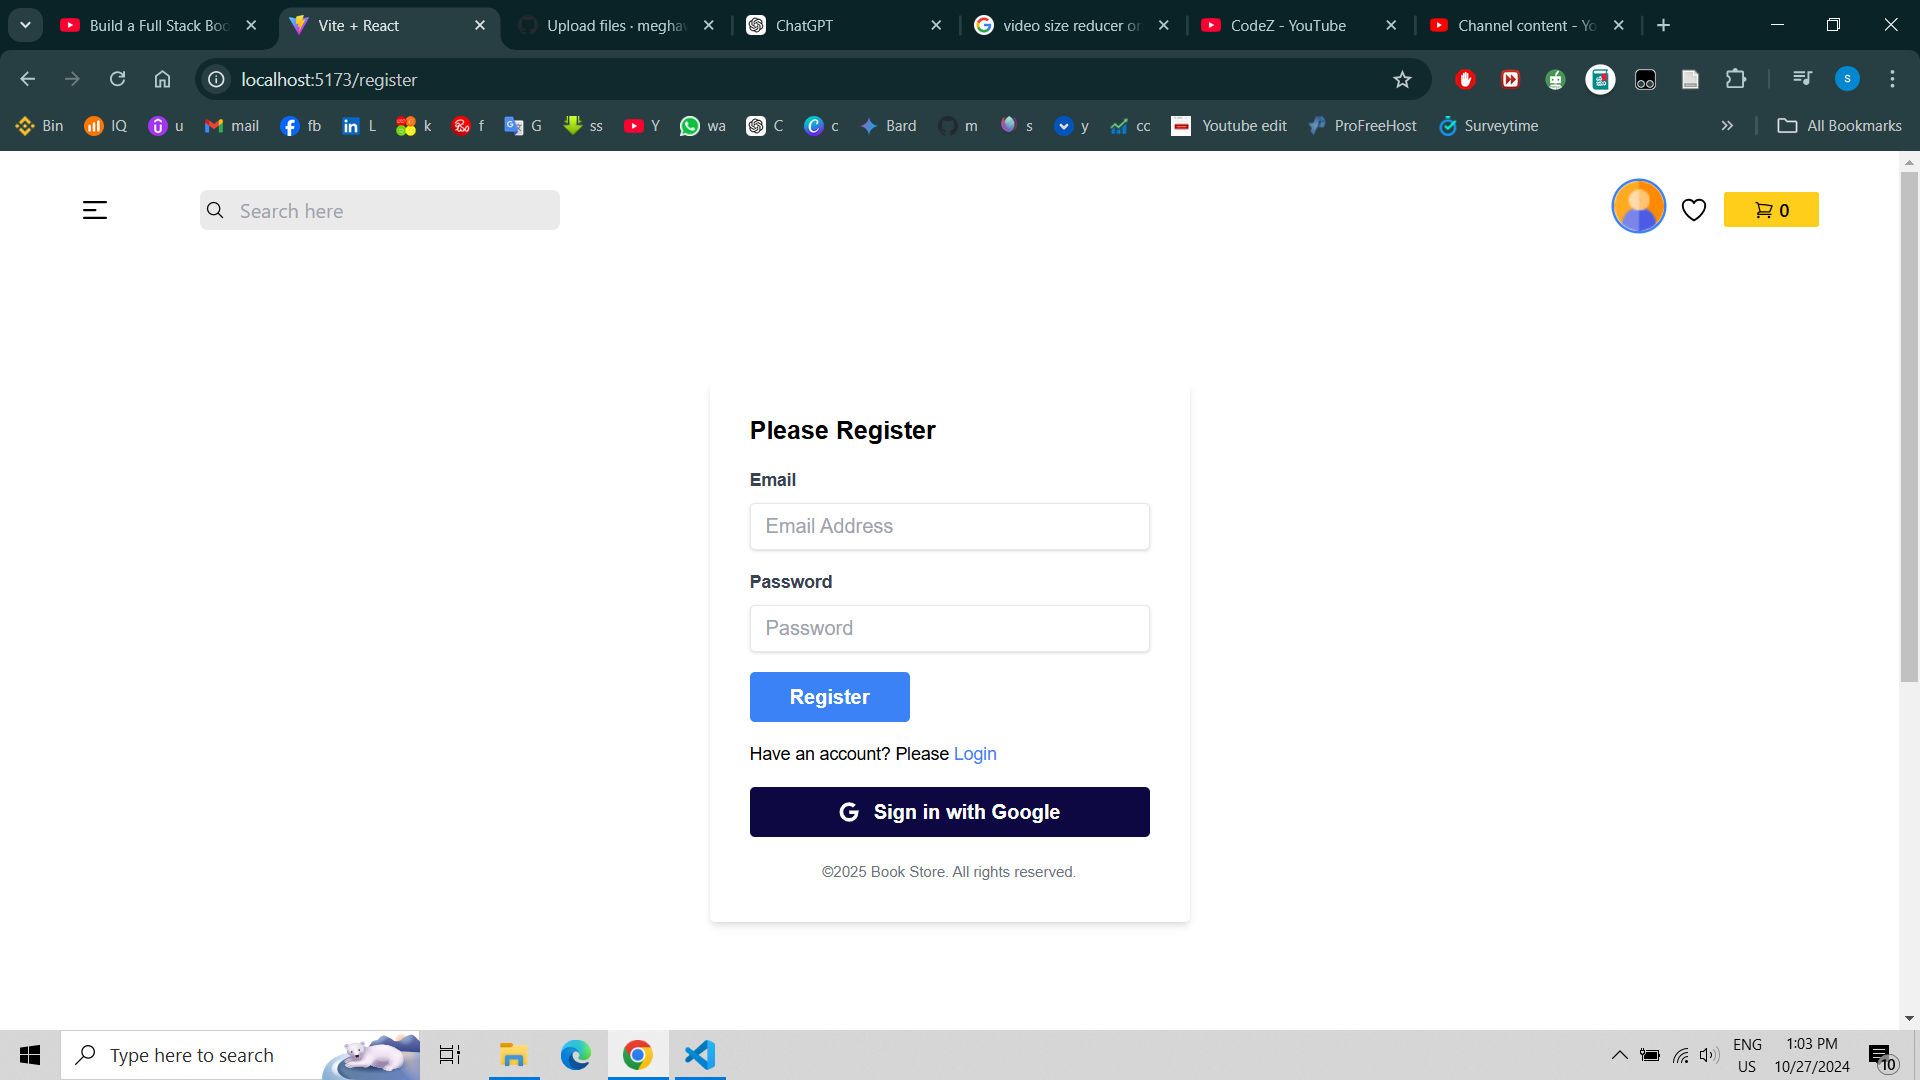 Build a Full Stack Boo
Vite + React
Upload files · megha
ChatGPT
video size reducer o
CodeZ - YouTube
Channel content - Yo
localhost:5173/register
S
Bin
IQ
u
mail
fb
L
k
f
G
ss
Y
wa
C
c
Bard
m
s
y
cc
Youtube edit
ProFreeHost
Surveytime
All Bookmarks
Search here
0
Please Register
Email
Email Address
Password
Password
Register
Have an account? Please Login
Sign in with Google
©2025 Book Store. All rights reserved.
Type here to search
ENG
US
1:03 PM
10/27/2024
10